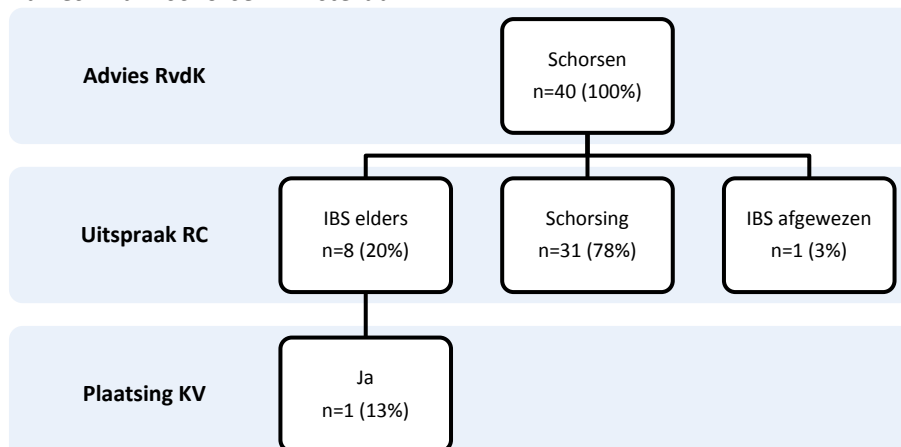 Advies RvdK
Schorsen
n=40 (100%)
Uitspraak RC
IBS elders
n=8 (20%)
Schorsing
n=31 (78%)
IBS afgewezen
n=1 (3%)
Plaatsing KV
Ja
n=1 (13%)